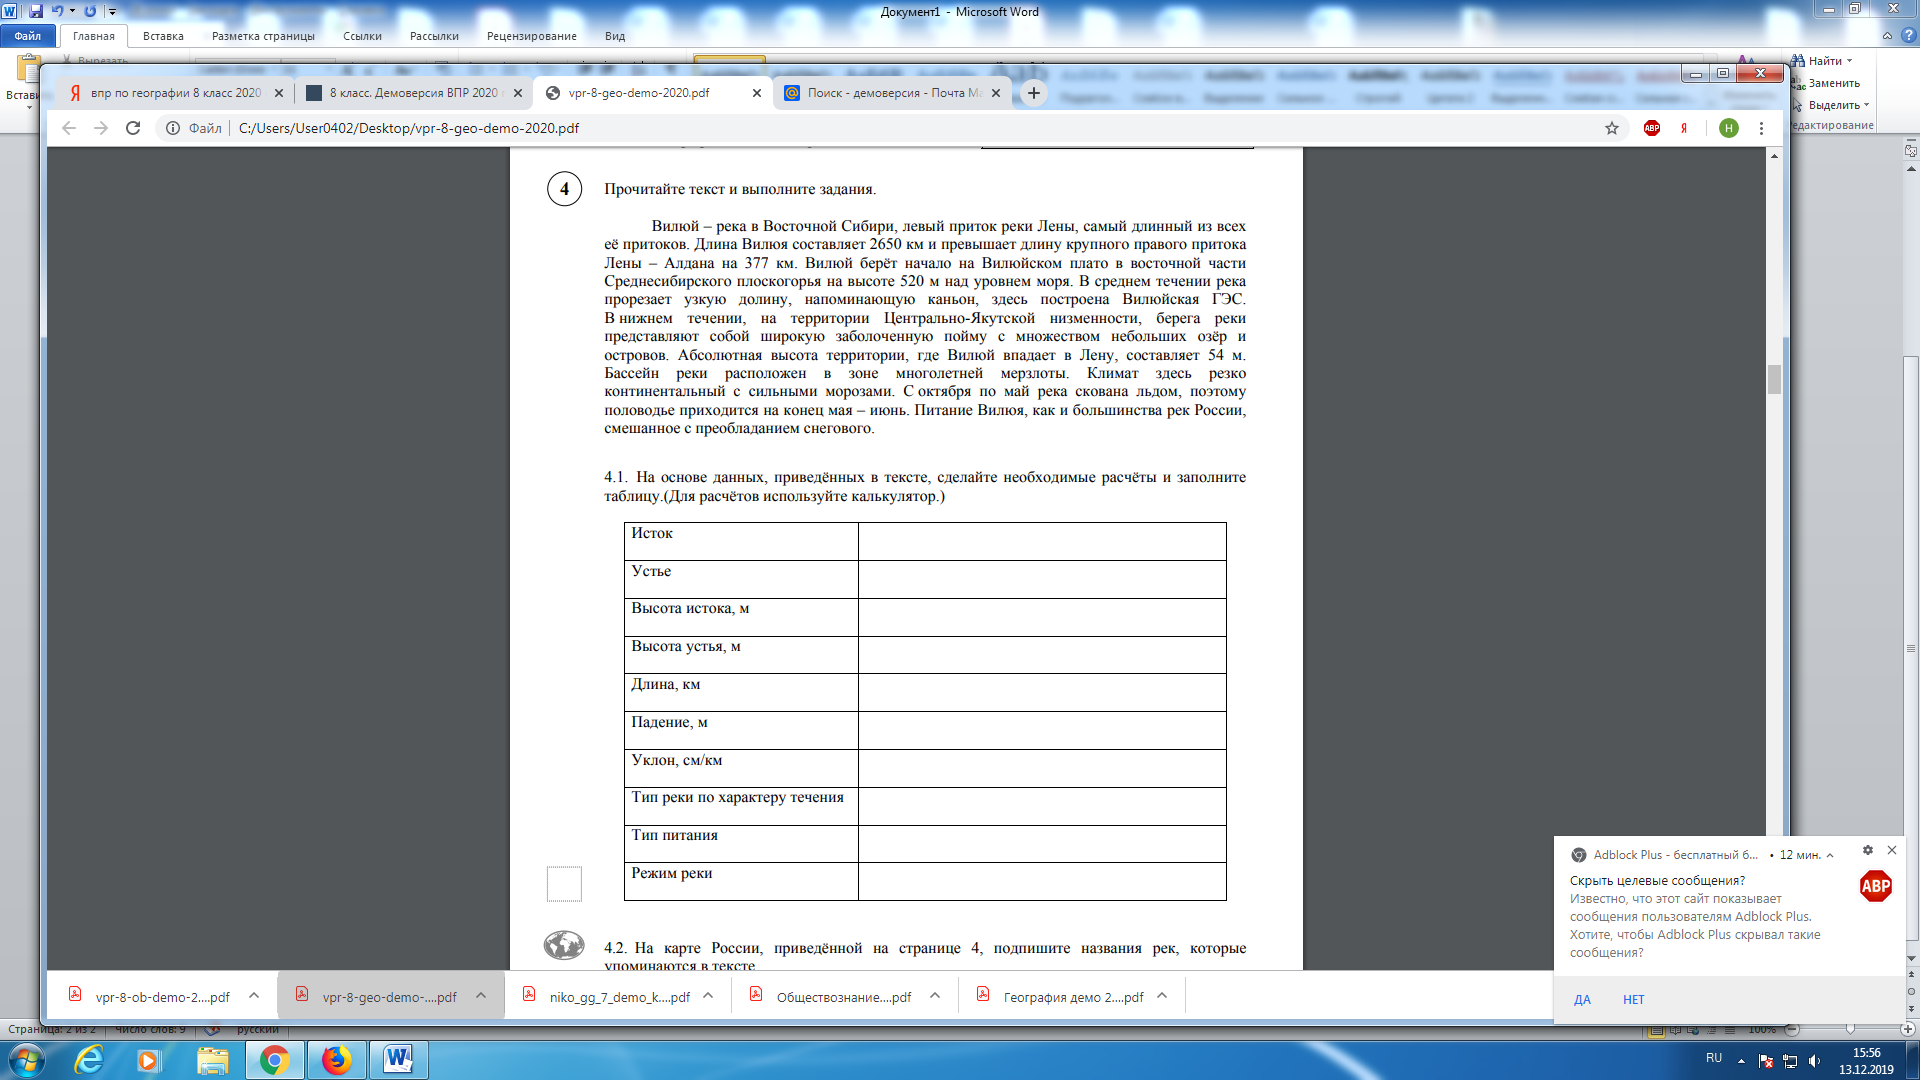 Документ1 - Microsoft Word
Файл Главная Вставка Разметка страницы Ссылки Рассылки Рецензирование Вид
Вырезать
Найти
Заменить
Выделить
впр по географии 8 класс 2020
8 класс. Демоверсия ВПР 2020
vpr-8-geo-demo-2020.pdf
Поиск - демоверсия - Почта Ma
Файл C:/Users/User0402/Desktop/vpr-8-geo-demo-2020.pdf
4 Прочитайте текст и выполните задания.
Вилюй – река в Восточной Сибири, левый приток реки Лены, самый длинный из всех
её притоков. Длина Вилюя составляет 2650 км и превышает длину крупного правого притока
Лены – Алдана на 377 км. Вилюй берёт начало на Вилюйском плато в восточной части
Среднесибирского плоскогорья на высоте 520 м над уровнем моря. В среднем течении река
прорезает узкую долину, напоминающую каньон, здесь построена Вилюйская ГЭС.
В нижнем течении, на территории Центрально-Якутской низменности, берега реки
представляют собой широкую заболоченную пойму с множеством небольших озёр и
островов. Абсолютная высота территории, где Вилюй впадает в Лену, составляет 54 м.
Бассейн реки расположен в зоне многолетней мерзлоты. Климат здесь резко
континентальный с сильными морозами. С октября по май река скована льдом, поэтому
половодье приходится на конец мая – июнь. Питание Вилюя, как и большинства рек России,
смешанное с преобладанием снегового.
4.1. На основе данных, приведённых в тексте, сделайте необходимые расчёты и заполните
таблицу.(Для расчётов используйте калькулятор.)
Исток
Устье
Высота истока, м
Высота устья, м
Длина, км
Падение, м
Уклон, см/км
Тип реки по характеру течения
Тип питания
Режим реки
4.2. На карте России, приведённой на странице 4, подпишите названия рек, которые
упоминаются в тексте
Adblock Plus - бесплатный б... • 12 мин.
Скрыть целевые сообщения?
Известно, что этот сайт показывает
сообщения пользователям Adblock Plus.
Хотите, чтобы Adblock Plus скрывал такие
сообщения?
ABP
ДА НЕТ
vpr-8-ob-demo-2....pdf
vpr-8-geo-demo-....pdf
niko_gg_7_demo_k....pdf
Обществознание....pdf
География демо 2....pdf
Страница: 2 из 2 Число слов: 9 русский 100%
RU 15:56
13.12.2019